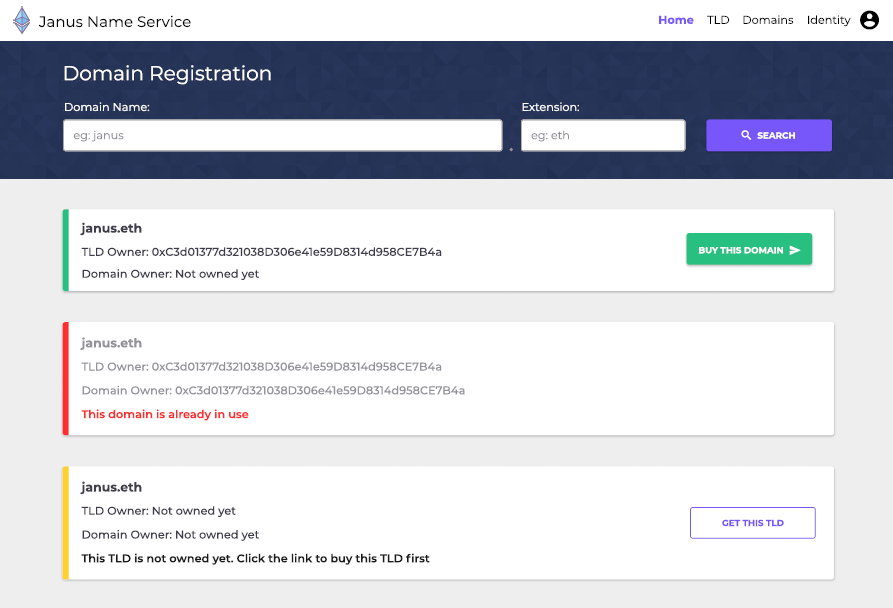 Janus Name Service
Home TLD Domains Identity
Domain Registration
Domain Name: Extension:
eg: janus . eg: eth SEARCH
janus.eth
TLD Owner: 0xC3d01377d321038D306e41e59D8314d958CE7B4a
BUY THIS DOMAIN
Domain Owner: Not owned yet
janus.eth
TLD Owner: 0xC3d01377d321038D306e41e59D8314d958CE7B4a
Domain Owner: 0xC3d01377d321038D306e41e59D8314d958CE7B4a
This domain is already in use
janus.eth
TLD Owner: Not owned yet
GET THIS TLD
Domain Owner: Not owned yet
This TLD is not owned yet. Click the link to buy this TLD first